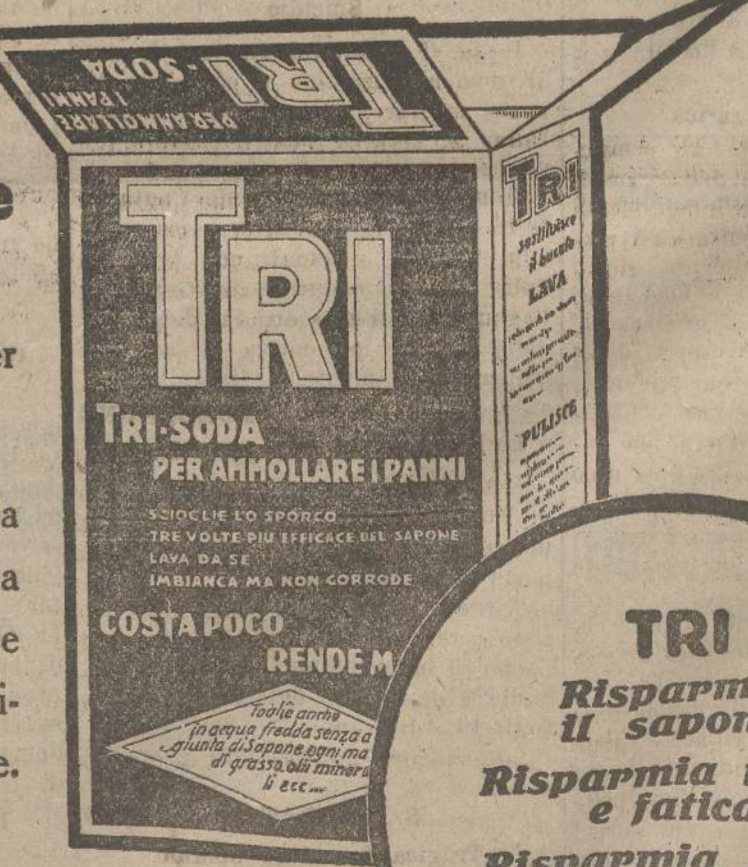 TRI-SODA
PER AMMOLLARE
I PANNI
TRI
TRI-SODA
PER AMMOLLARE I PANNI
SCIOGLIE LO SPORCO
TRE VOLTE PIU EFFICACE DEL SAPONE
LAVA DA SE
IMBIANCA MA NON CORRODE
COSTA POCO
RENDE M
Toglie anche
in acqua fredda senza a
giunta di Sapone, ogni ma
di grasso, olii minera
li ecc...
TRI
sostituisce
il bucato
LAVA
PULISCE
e
er
a
a
e
i-
e.
TRI
Risparm
il sapon
Risparmia
e fatica
Risparmia